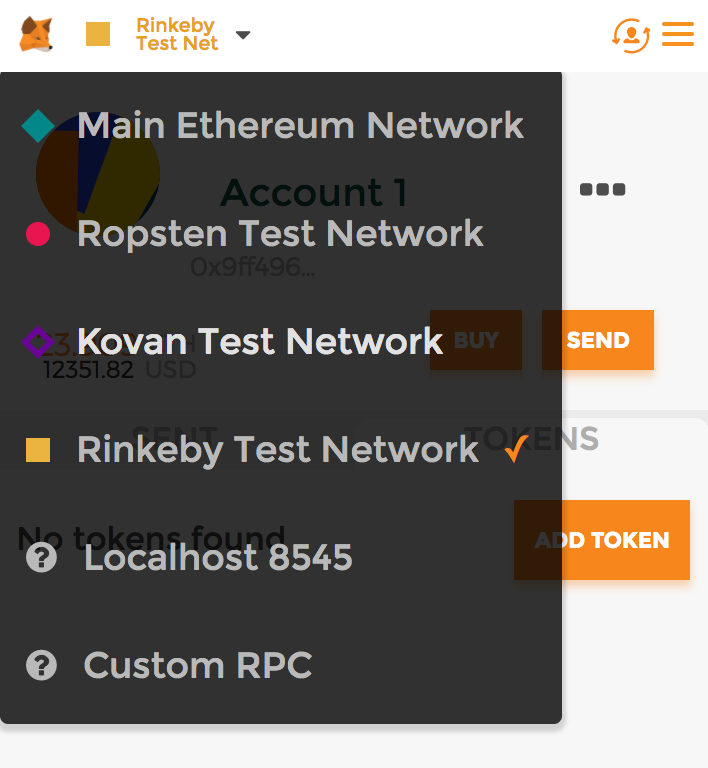 Rinkeby
Test Net
Main Ethereum Network
Account 1
Ropsten Test Network
0x9ff496...
Kovan Test Network
BUY
SEND
12351.82 USD
SENT
TOKENS
Rinkeby Test Network
No tokens found
ADD TOKEN
Localhost 8545
Custom RPC